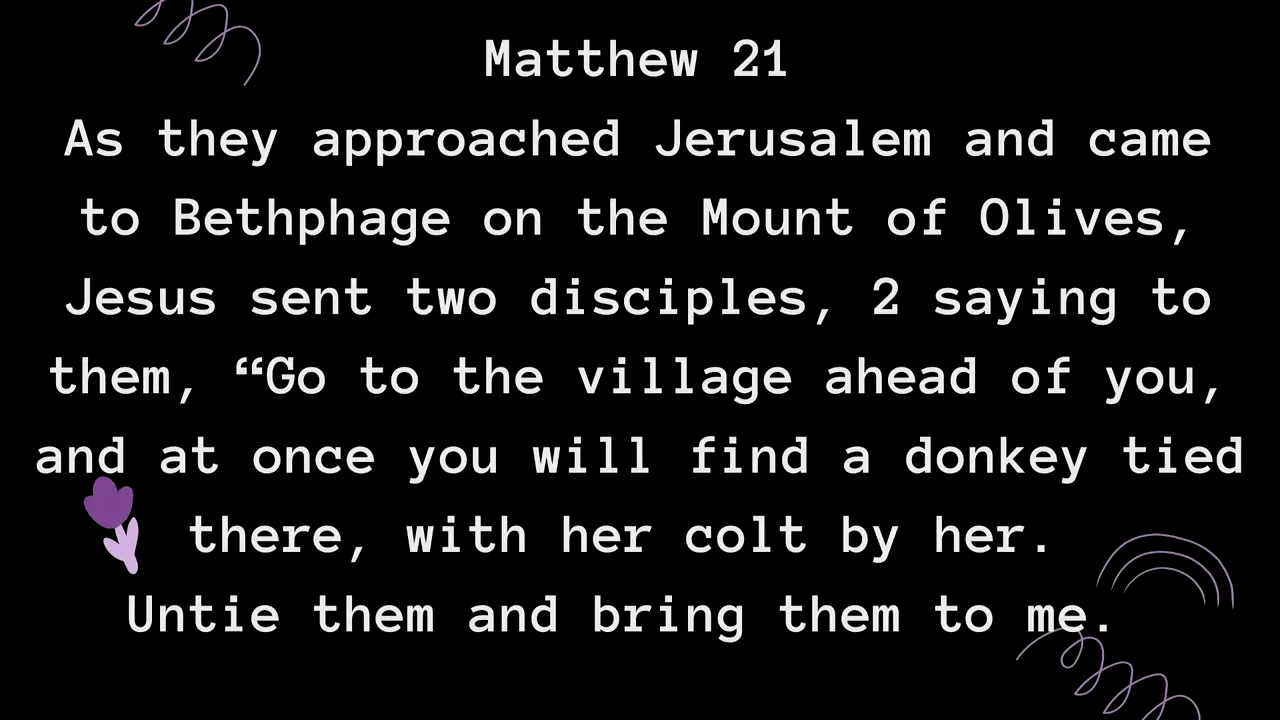 Matthew 21
As they approached Jerusalem and came
to Bethphage on the Mount of Olives,
Jesus sent two disciples, 2 saying to
them, “Go to the village ahead of you,
and at once you will find a donkey tied
there, with her colt by her.
Untie them and bring them to me.